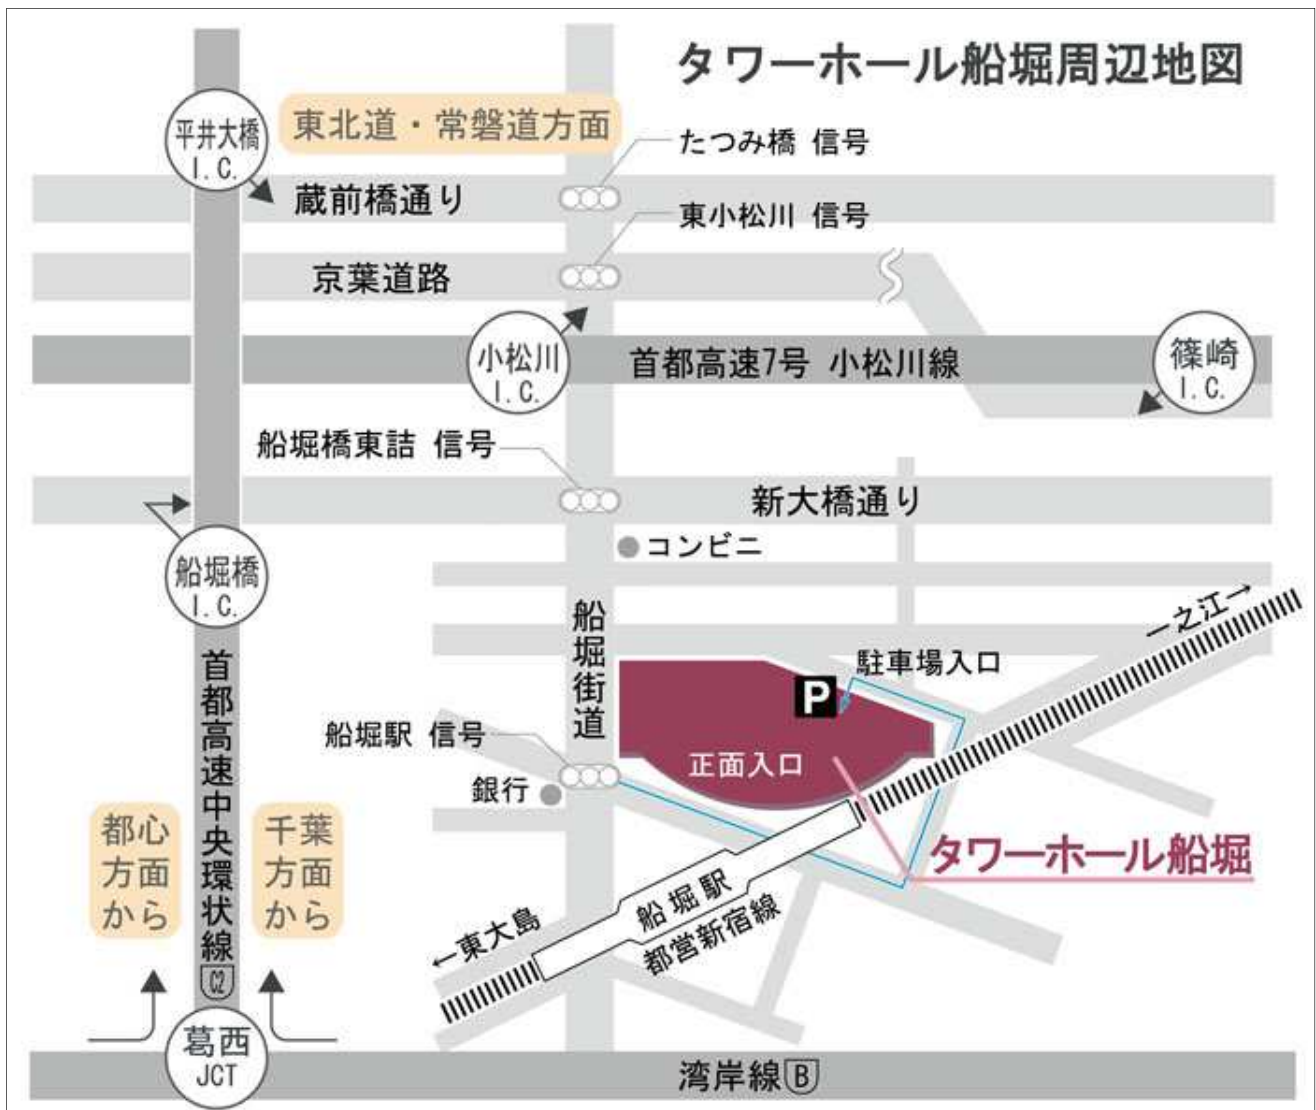 タワーホール船堀周辺地図
平井大橋
I.C.
東北道・常磐道方面
たつみ橋 信号
蔵前橋通り
東小松川 信号
京葉道路
小松川
I.C.
首都高速7号 小松川線
篠崎
I.C.
船堀橋東詰 信号
新大橋通り
コンビニ
船堀橋
I.C.
船堀街道
一之江→
駐車場入口
P
首都高速中央環状線
C2
船堀駅 信号
正面入口
銀行
都心
方面
から
千葉
方面
から
タワーホール船堀
船堀駅
都営新宿線
←東大島
葛西
JCT
湾岸線 B